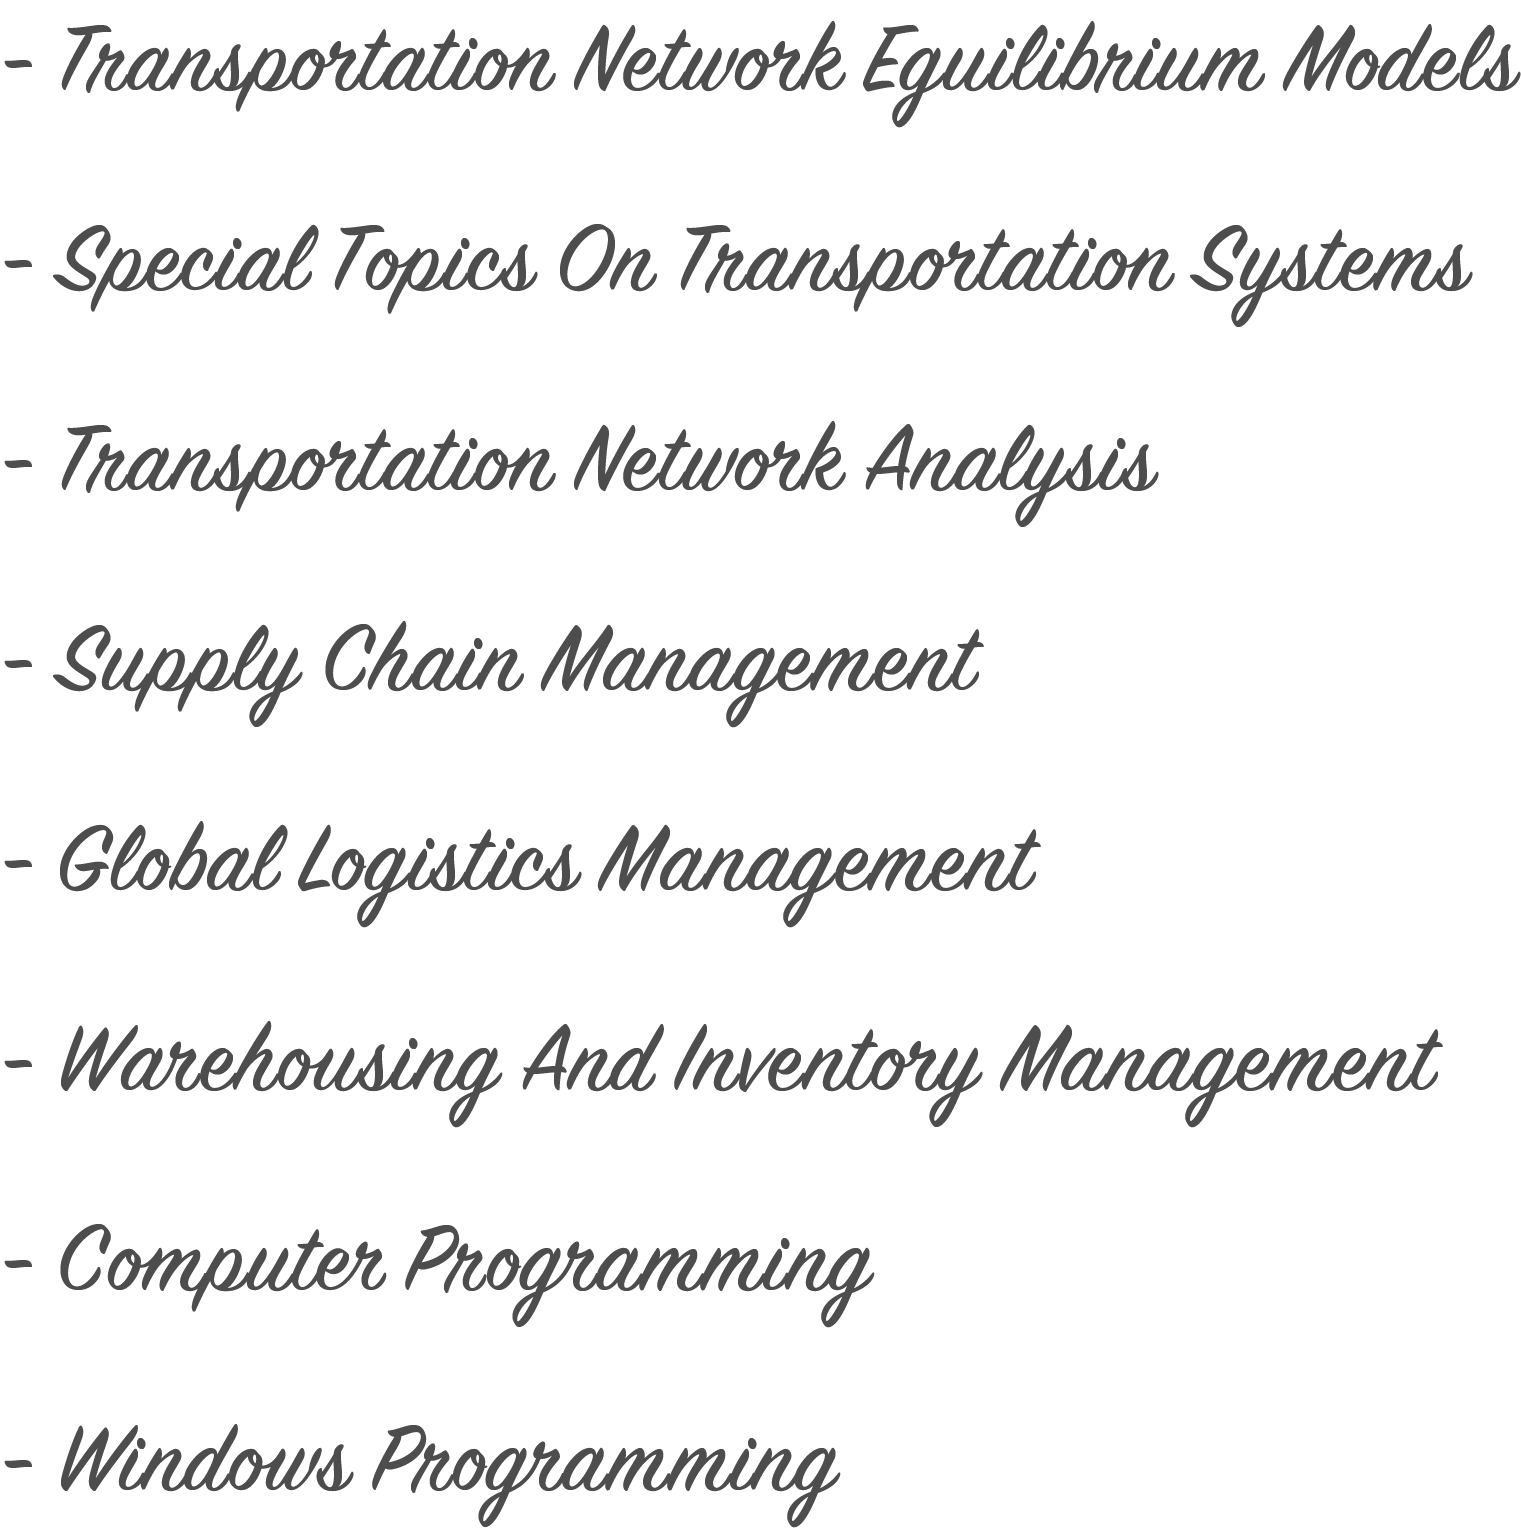 - Transportation Network Eguilibrium Models
- Special Topics On Transportation Systems
- Transportation Network Analysis
- Supply Chain Management
- Global Logistics Management
- Warehousing And Inventory Management
- Computer Programming
- Windows Programming